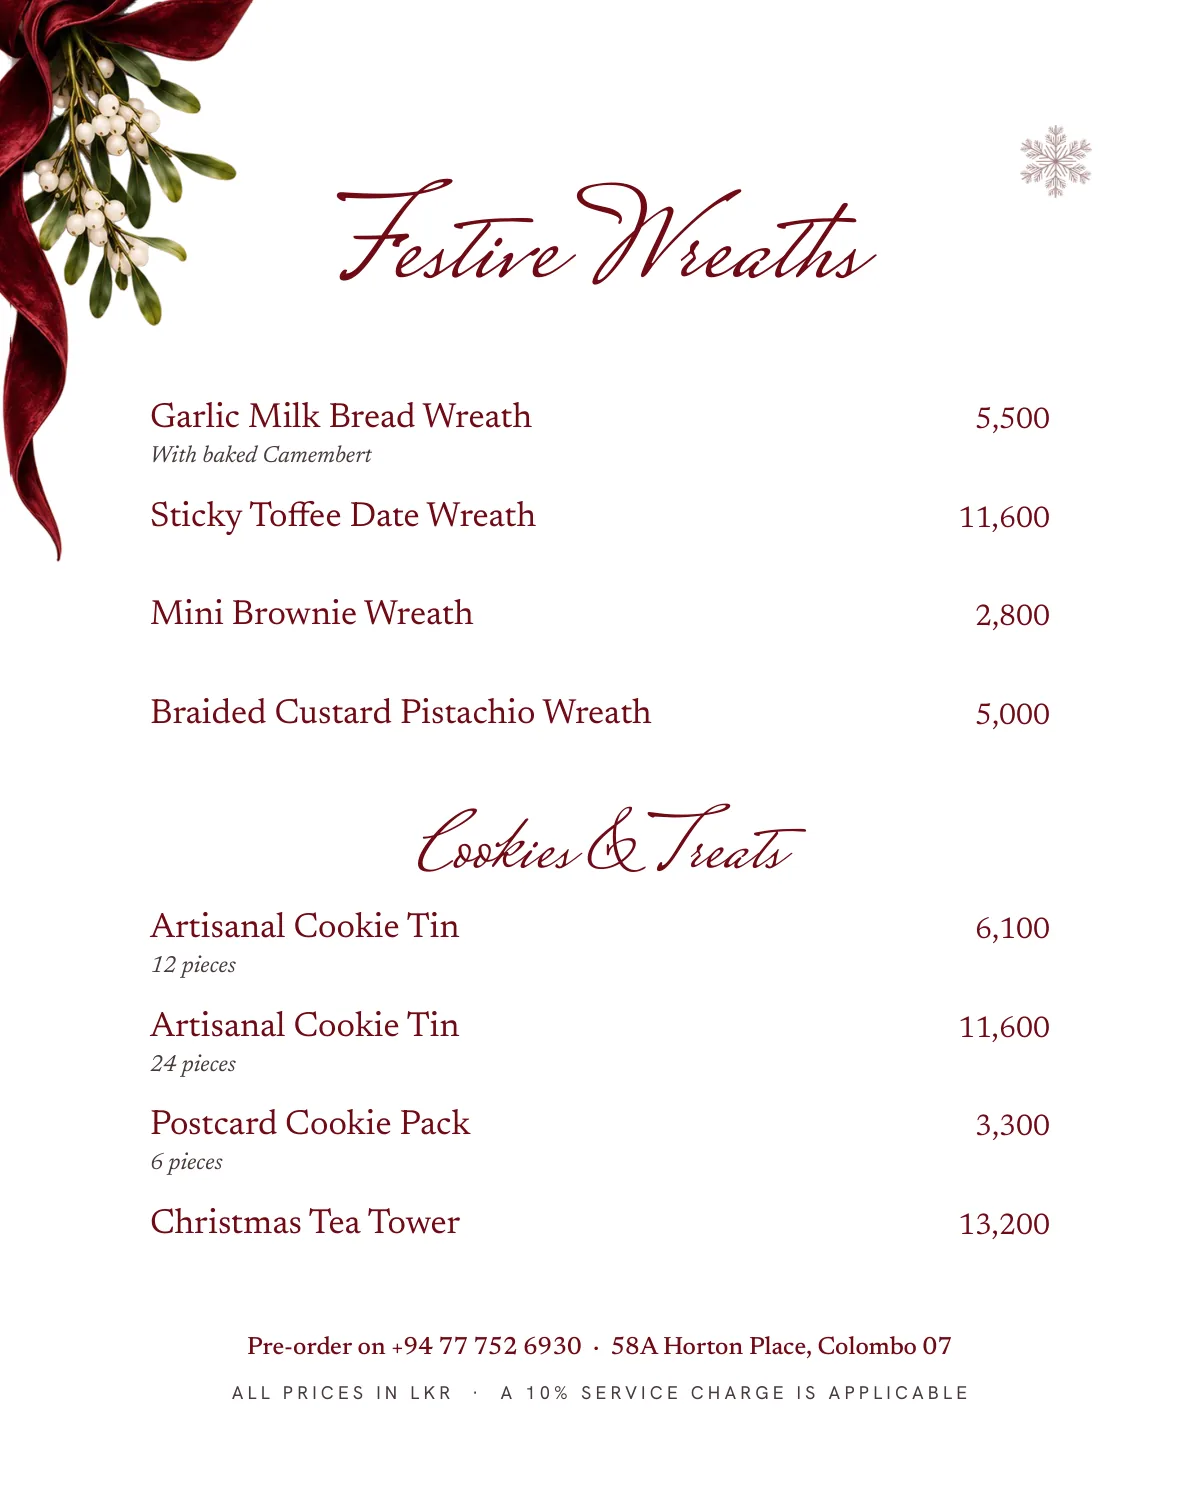 Festive Wreaths
Garlic Milk Bread Wreath 5,500
With baked Camembert
Sticky Toffee Date Wreath 11,600
Mini Brownie Wreath 2,800
Braided Custard Pistachio Wreath 5,000
Cookies & Treats
Artisanal Cookie Tin 6,100
12 pieces
Artisanal Cookie Tin 11,600
24 pieces
Postcard Cookie Pack 3,300
6 pieces
Christmas Tea Tower 13,200
Pre-order on +94 77 752 6930 · 58A Horton Place, Colombo 07
ALL PRICES IN LKR · A 10% SERVICE CHARGE IS APPLICABLE